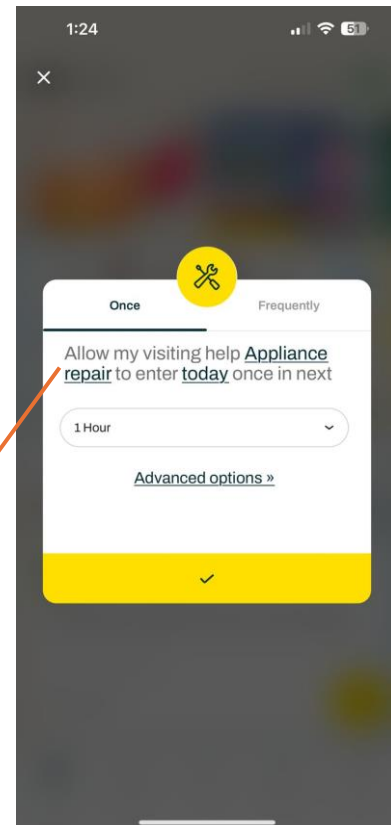 1:24
51
Once Frequently
Allow my visiting help Appliance
repair to enter today once in next
1 Hour
Advanced options »